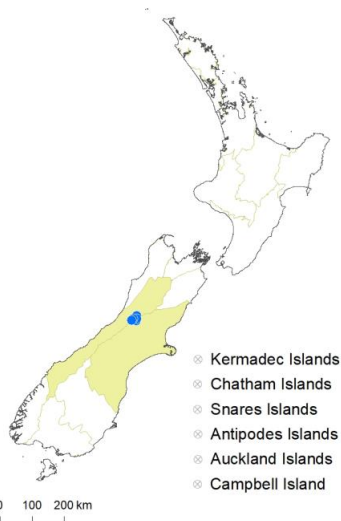 Kermadec Islands
Chatham Islands
Snares Islands
Antipodes Islands
Auckland Islands
Campbell Island
0 100 200 km